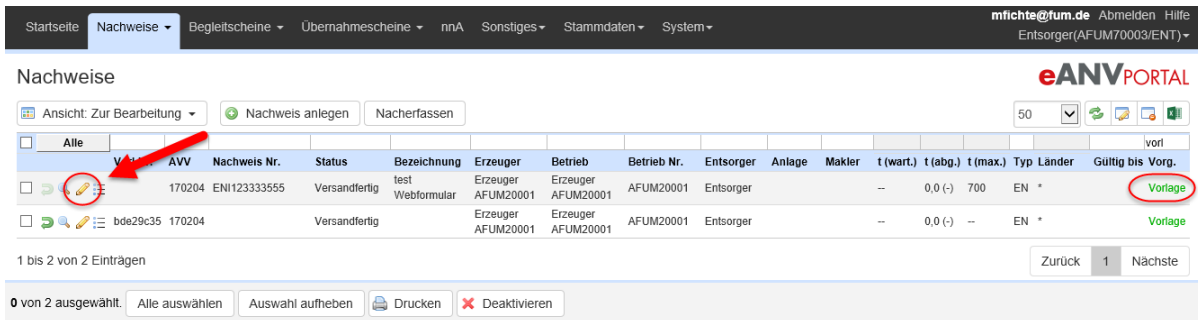 mfichte@fum.de Abmelden Hilfe
Startseite Nachweise Begleitscheine Übernahmescheine nnA Sonstiges Stammdaten System
Entsorger(AFUM70003/ENT)
Nachweise
eANVPORTAL
Ansicht: Zur Bearbeitung Nachweis anlegen Nacherfassen 50
Alle vorl
AVV Nachweis Nr. Status Bezeichnung Erzeuger Betrieb Betrieb Nr. Entsorger Anlage Makler t (wart.) t (abg.) t (max.) Typ Länder Gültig bis Vorg.
170204 ENI123333555 Versandfertig test Webformular Erzeuger AFUM20001 Erzeuger AFUM20001 AFUM20001 Entsorger -- 0,0 (-) 700 EN * Vorlage
bde29c35 170204 Versandfertig Erzeuger AFUM20001 Erzeuger AFUM20001 AFUM20001 Entsorger -- 0,0 (-) -- EN * Vorlage
1 bis 2 von 2 Einträgen Zurück 1 Nächste
0 von 2 ausgewählt. Alle auswählen Auswahl aufheben Drucken Deaktivieren